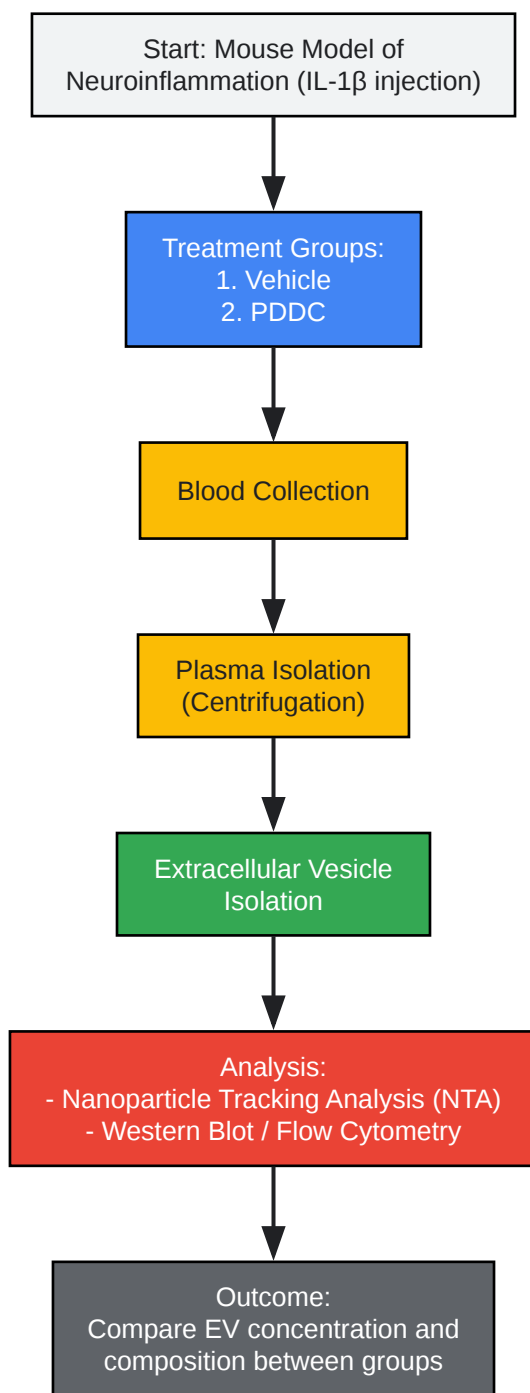 Start: Mouse Model of
Neuroinflammation (IL-1β injection)
Treatment Groups:
1. Vehicle
2. PDDC
Blood Collection
Plasma Isolation
(Centrifugation)
Extracellular Vesicle
Isolation
Analysis:
- Nanoparticle Tracking Analysis (NTA)
- Western Blot / Flow Cytometry
Outcome:
Compare EV concentration and
composition between groups